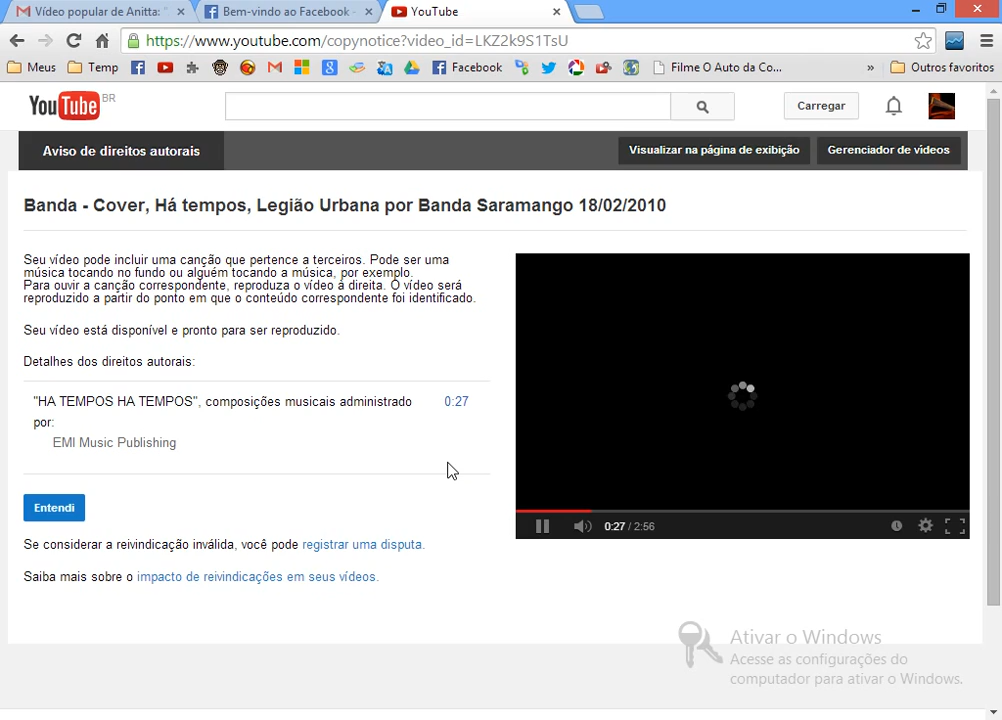 Vídeo popular de Anitta: "
Bem-vindo ao Facebook -
YouTube
https://www.youtube.com/copynotice?video_id=LKZ2k9S1TsU
Meus
Temp
Facebook
Filme O Auto da Co...
»
Outros favoritos
YouTube BR
Carregar
Aviso de direitos autorais
Visualizar na página de exibição
Gerenciador de vídeos
Banda - Cover, Há tempos, Legião Urbana por Banda Saramango 18/02/2010
Seu vídeo pode incluir uma canção que pertence a terceiros. Pode ser uma
música tocando no fundo ou alguém tocando a música, por exemplo.
Para ouvir a canção correspondente, reproduza o vídeo à direita. O vídeo será
reproduzido a partir do ponto em que o conteúdo correspondente foi identificado.
Seu vídeo está disponível e pronto para ser reproduzido.
Detalhes dos direitos autorais:
"HA TEMPOS HA TEMPOS", composições musicais administrado 0:27
por:
EMI Music Publishing
Entendi
0:27 / 2:56
Se considerar a reivindicação inválida, você pode registrar uma disputa.
Saiba mais sobre o impacto de reivindicações em seus vídeos.
Ativar o Windows
Acesse as configurações do
computador para ativar o Windows.